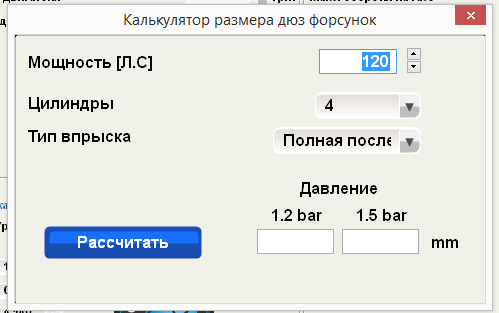 Калькулятор размера дюз форсунок
Мощность [Л.С]
120
Цилиндры
4
Тип впрыска
Полная после
Давление
1.2 bar
1.5 bar
Рассчитать
mm